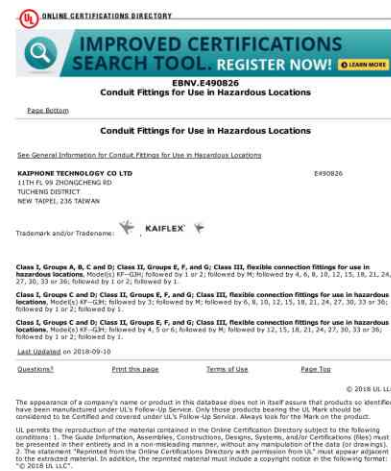 UL ONLINE CERTIFICATIONS DIRECTORY
IMPROVED CERTIFICATIONS
SEARCH TOOL. REGISTER NOW! LEARN MORE
EBNV.E490826
Conduit Fittings for Use in Hazardous Locations
Page Bottom
Conduit Fittings for Use in Hazardous Locations
See General Information for Conduit Fittings for Use in Hazardous Locations
KAIPHONE TECHNOLOGY CO LTD E490826
11TH FL 99 ZHONGCHENG RD
TUCHENG DISTRICT
NEW TAIPEI, 236 TAIWAN
Trademark and/or Tradename: , KAIFLEX
Class I, Groups A, B, C and D; Class II, Groups E, F, and G; Class III, flexible connection fittings for use in
hazardous locations, Model(s) KF--GJH; followed by 1 or 2; followed by M; followed by 4, 6, 8, 10, 12, 15, 18, 21, 24,
27, 30, 33 or 36; followed by 1 or 2; followed by 1.
Class I, Groups C and D; Class II, Groups E, F, and G; Class III, flexible connection fittings for use in hazardous
locations, Model(s) KF--GJH; followed by 3; followed by M; followed by 6, 8, 10, 12, 15, 18, 21, 24, 27, 30, 33 or 36;
followed by 1 or 2; followed by 1.
Class I, Groups C and D; Class II, Groups E, F, and G; Class III, flexible connection fittings for use in hazardous
locations, Model(s) KF--GJH; followed by 4, 5 or 6; followed by M; followed by 12, 15, 18, 21, 24, 27, 30, 33 or 36;
followed by 1 or 2; followed by 1.
Last Updated on 2018-09-10
Questions? Print this page Terms of Use Page Top
© 2018 UL LLC
The appearance of a company's name or product in this database does not in itself assure that products so identified
have been manufactured under UL's Follow-Up Service. Only those products bearing the UL Mark should be
considered to be Certified and covered under UL's Follow-Up Service. Always look for the Mark on the product.
UL permits the reproduction of the material contained in the Online Certification Directory subject to the following
conditions: 1. The Guide Information, Assemblies, Constructions, Designs, Systems, and/or Certifications (files) must
be presented in their entirety and in a non-misleading manner, without any manipulation of the data (or drawings).
2. The statement "Reprinted from the Online Certifications Directory with permission from UL" must appear adjacent
to the extracted material. In addition, the reprinted material must include a copyright notice in the following format:
"© 2018 UL LLC".